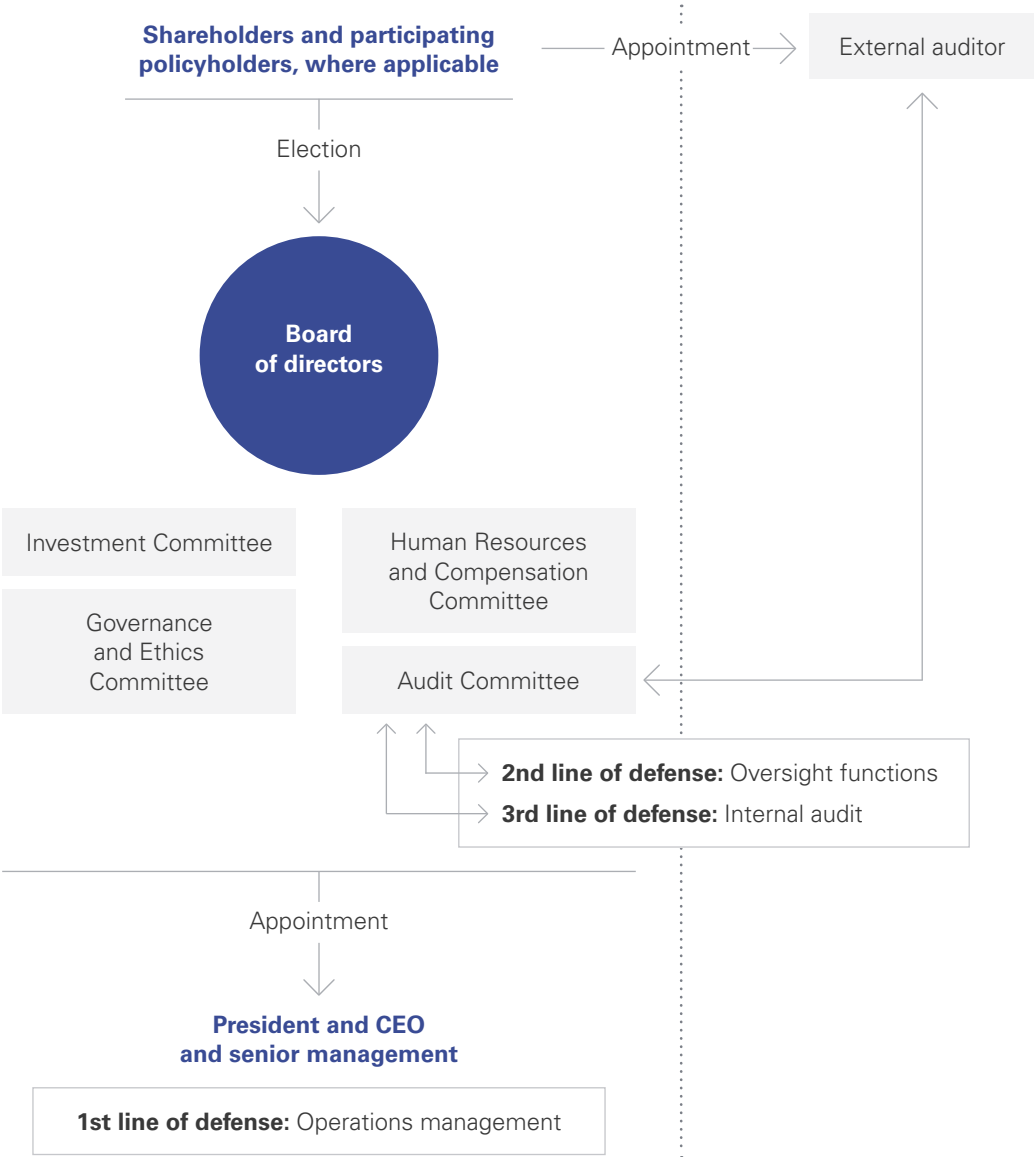 Shareholders and participating
policyholders, where applicable
Appointment
External auditor
Election
Board
of directors
Investment Committee
Governance
and Ethics
Committee
Human Resources
and Compensation
Committee
Audit Committee
2nd line of defense: Oversight functions
3rd line of defense: Internal audit
Appointment
President and CEO
and senior management
1st line of defense: Operations management